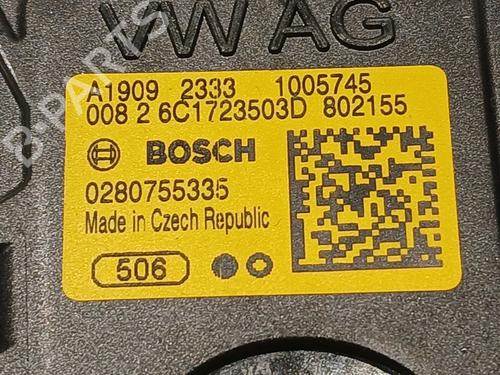 VW AG
A1909 2333 1005745
008 2 6C1723503D 802155
BOSCH
0280755335
Made in Czech Republic
506
B-PARTS